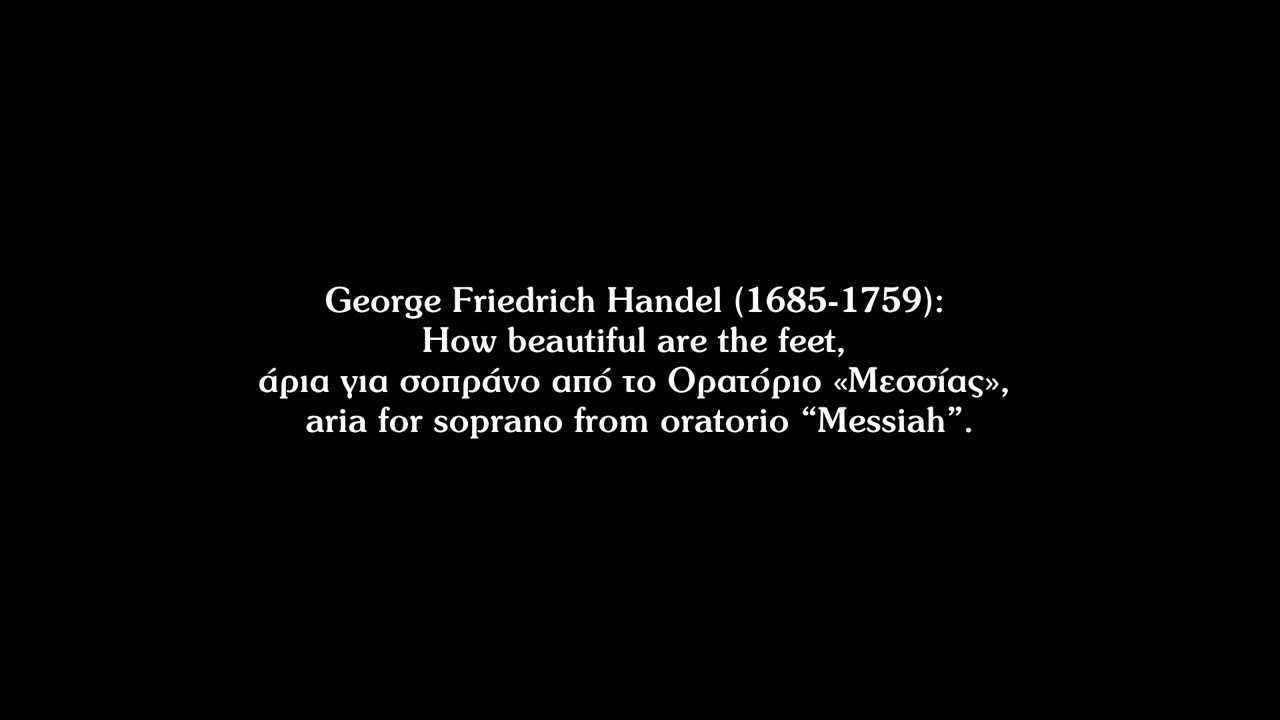 George Friedrich Handel (1685-1759):
How beautiful are the feet,
άρια για σοπράνο από το Ορατόριο «Μεσσίας»,
aria for soprano from oratorio “Messiah”.